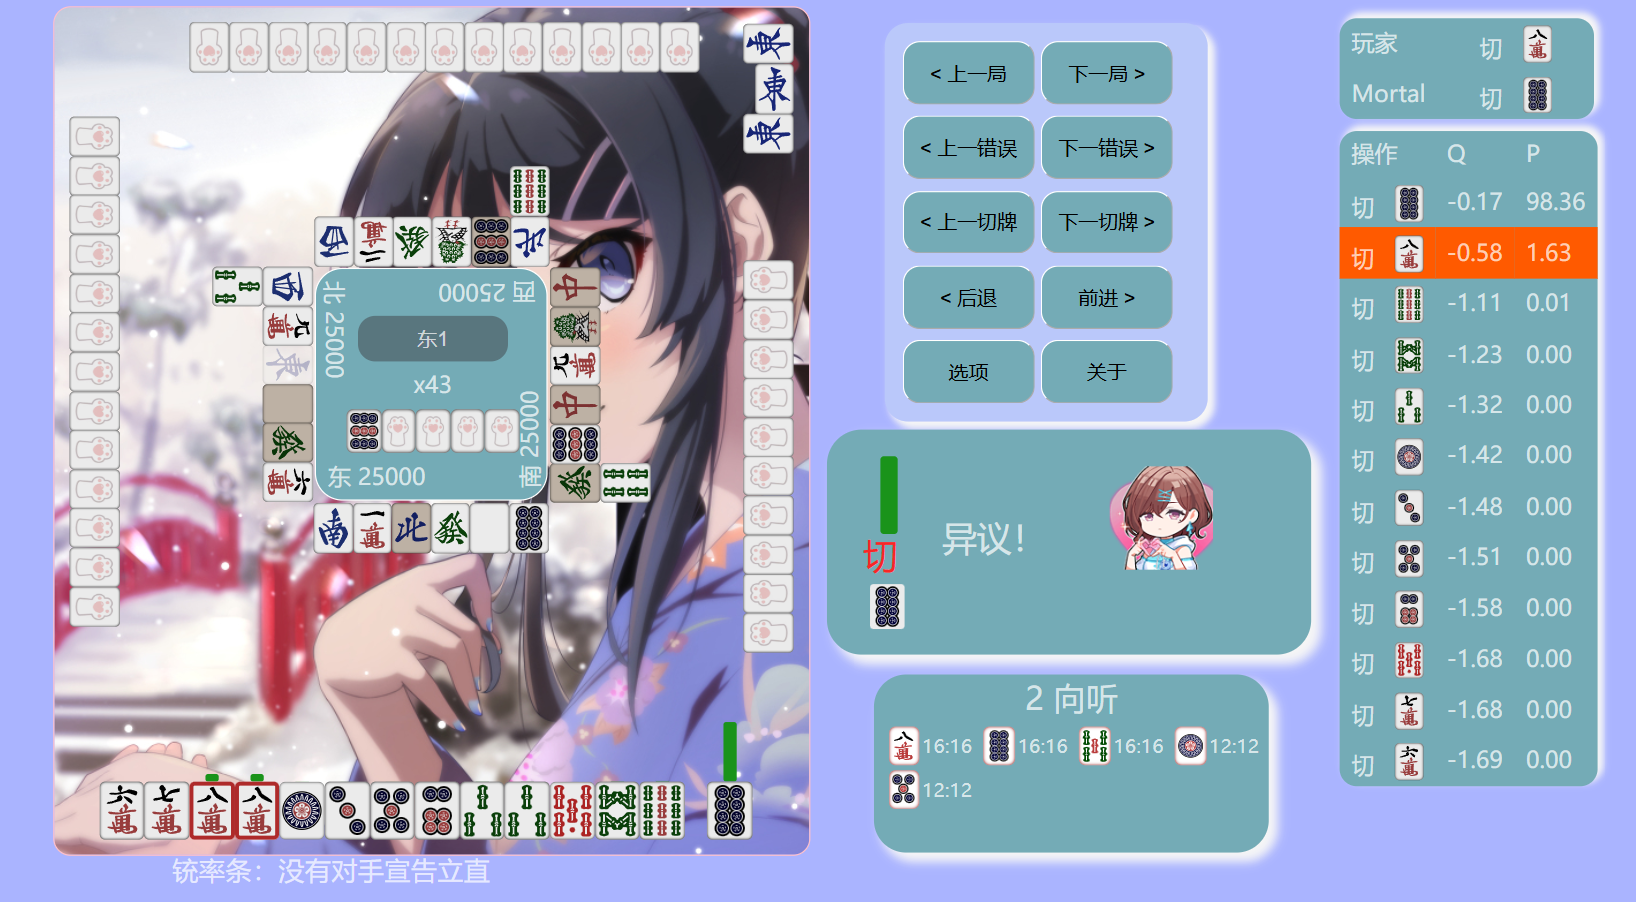 北 25000
西 25000
东1
x43
东 25000
南 25000
铳率条：没有对手宣告立直
< 上一局
下一局 >
< 上一错误
下一错误 >
< 上一切牌
下一切牌 >
< 后退
前进 >
选项
关于
切
异议！
2 向听
16:16
16:16
16:16
12:12
12:12
玩家 切
Mortal 切
操作 Q P
切 -0.17 98.36
切 -0.58 1.63
切 -1.11 0.01
切 -1.23 0.00
切 -1.32 0.00
切 -1.42 0.00
切 -1.48 0.00
切 -1.51 0.00
切 -1.58 0.00
切 -1.68 0.00
切 -1.68 0.00
切 -1.69 0.00